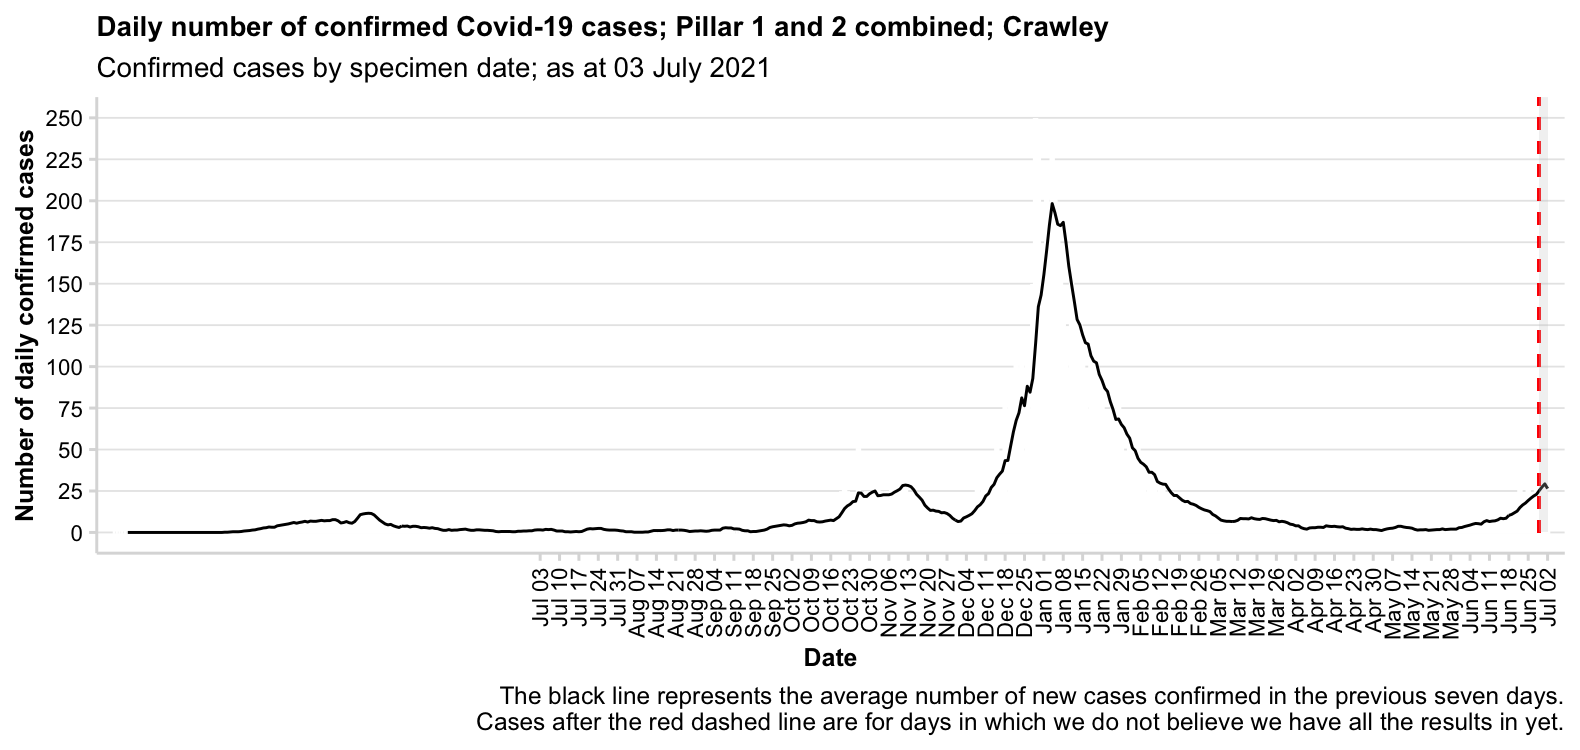 Daily number of confirmed Covid-19 cases; Pillar 1 and 2 combined; Crawley
Confirmed cases by specimen date; as at 03 July 2021
Number of daily confirmed cases
250
225
200
175
150
125
100
75
50
25
0
Jul 03
Jul 10
Jul 17
Jul 24
Jul 31
Aug 07
Aug 14
Aug 21
Aug 28
Sep 04
Sep 11
Sep 18
Sep 25
Oct 02
Oct 09
Oct 16
Oct 23
Oct 30
Nov 06
Nov 13
Nov 20
Nov 27
Dec 04
Dec 11
Dec 18
Dec 25
Jan 01
Jan 08
Jan 15
Jan 22
Jan 29
Feb 05
Feb 12
Feb 19
Feb 26
Mar 05
Mar 12
Mar 19
Mar 26
Apr 02
Apr 09
Apr 16
Apr 23
Apr 30
May 07
May 14
May 21
May 28
Jun 04
Jun 11
Jun 18
Jun 25
Jul 02
Date
The black line represents the average number of new cases confirmed in the previous seven days.
Cases after the red dashed line are for days in which we do not believe we have all the results in yet.